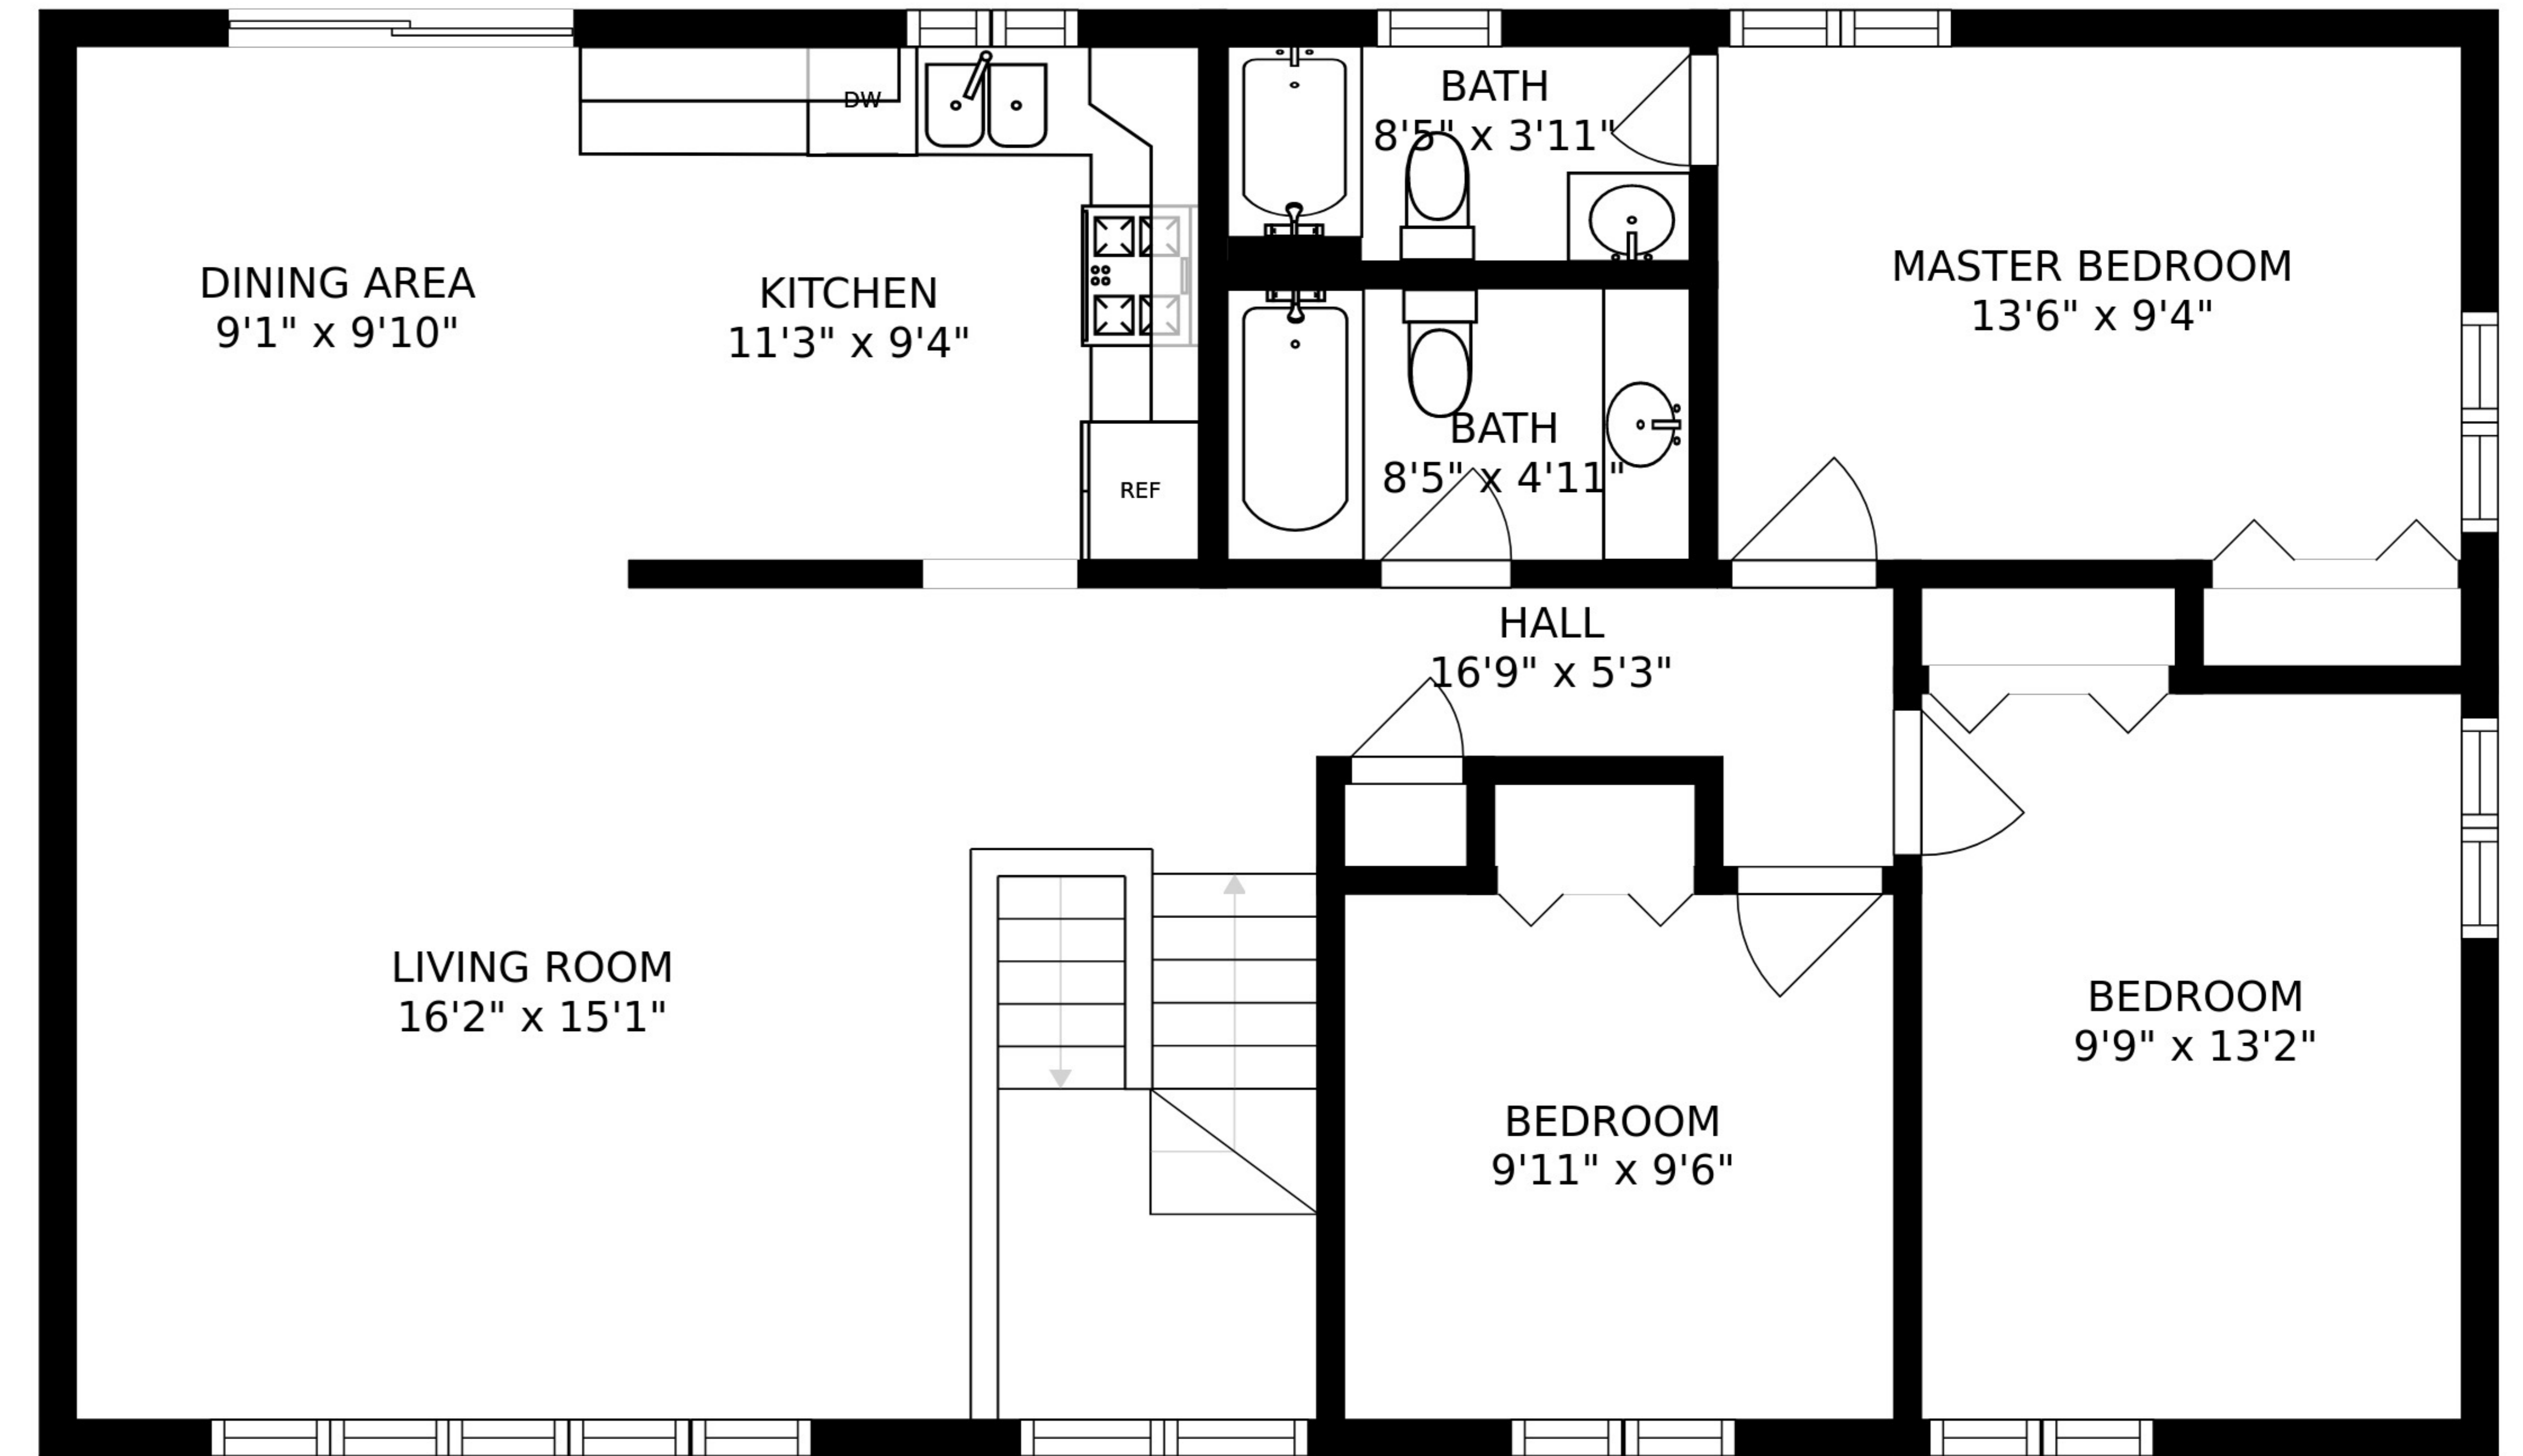 DW
BATH
8'5" x 3'11"
DINING AREA
9'1" x 9'10"
KITCHEN
11'3" x 9'4"
MASTER BEDROOM
13'6" x 9'4"
BATH
8'5" x 4'11"
REF
HALL
16'9" x 5'3"
LIVING ROOM
16'2" x 15'1"
BEDROOM
9'11" x 9'6"
BEDROOM
9'9" x 13'2"